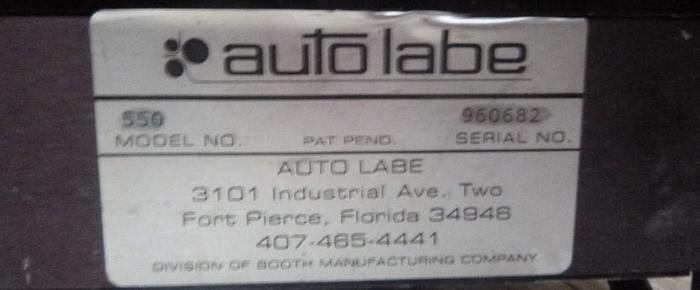 auto labe
550 960682
MODEL NO. PAT PEND. SERIAL NO.
AUTO LABE
3101 Industrial Ave. Two
Fort Pierce, Florida 34946
407-465-4441
DIVISION OF BOOTH MANUFACTURING COMPANY